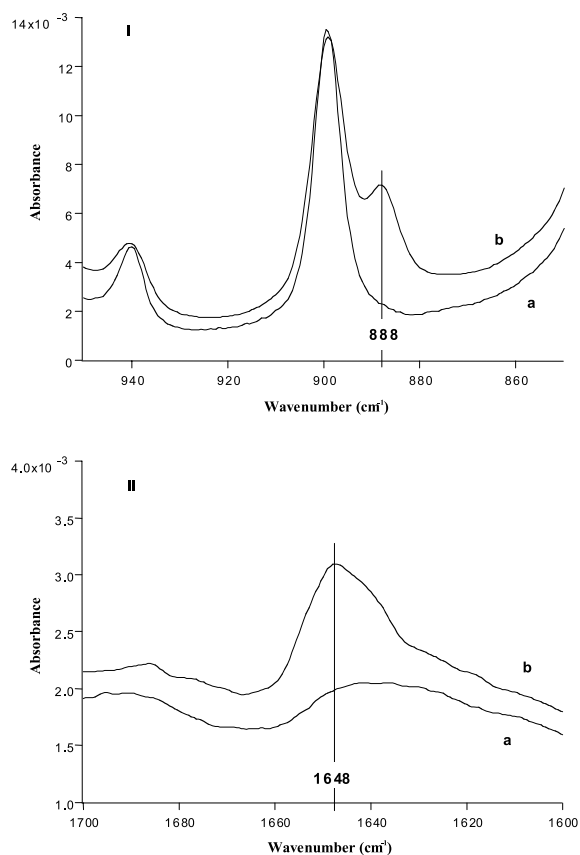 14x10 -3
I
12
10
8
6
4
2
0
Absorbance
b
a
888
940 920 900 880 860
Wavenumber (cm-1)
4.0x10 -3
II
3.5
3.0
2.5
2.0
1.5
1.0
Absorbance
b
a
1648
1700 1680 1660 1640 1620 1600
Wavenumber (cm-1)